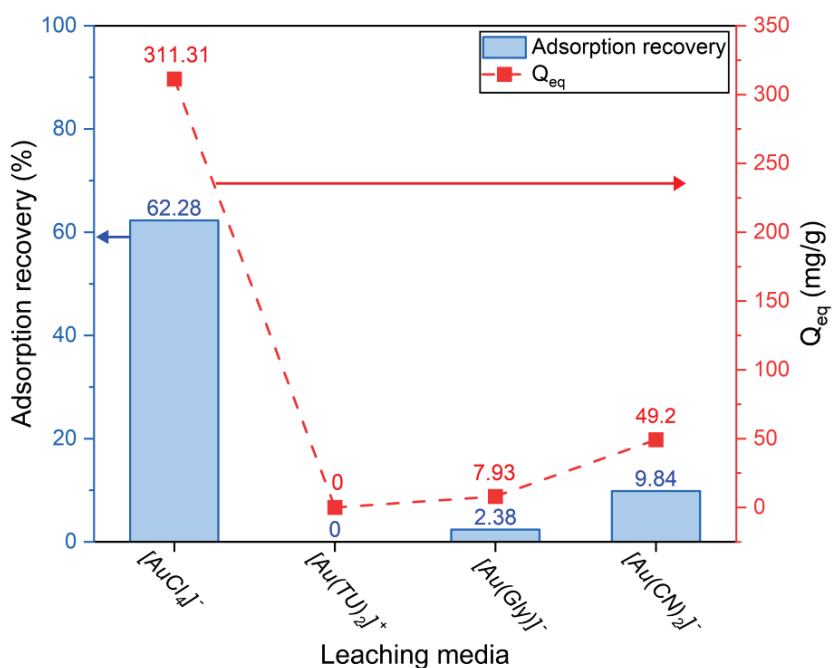 100
80
60
40
20
0
Adsorption recovery (%)
350
300
250
200
150
100
50
0
Q_eq (mg/g)
Adsorption recovery
Q_eq
311.31
62.28
0
0
7.93
2.38
49.2
9.84
[AuCl₄]⁻
[Au(TU)₂]⁺
[Au(Gly)]⁻
[Au(CN)₂]⁻
Leaching media